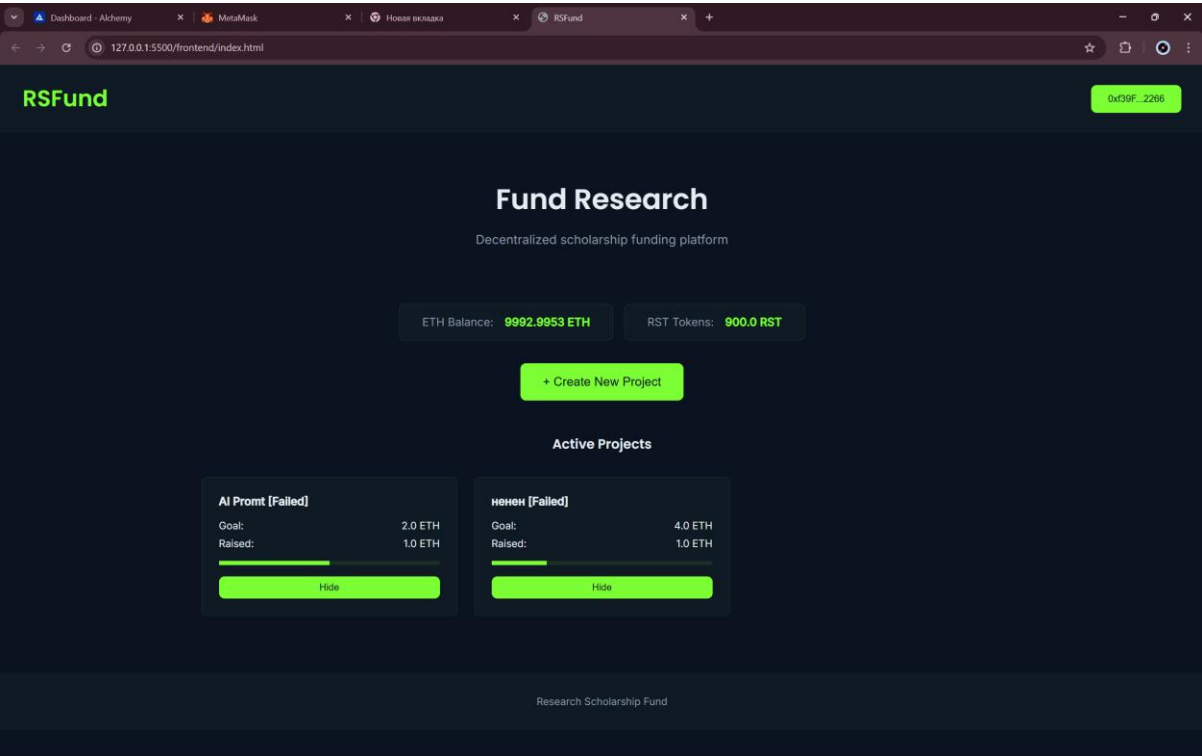 Dashboard - Alchemy
MetaMask
Новая вкладка
RSFund
127.0.0.1:5500/frontend/index.html
RSFund
0xf39F...2266
Fund Research
Decentralized scholarship funding platform
ETH Balance: 9992.9953 ETH
RST Tokens: 900.0 RST
+ Create New Project
Active Projects
AI Promt [Failed]
Goal: 2.0 ETH
Raised: 1.0 ETH
Hide
ненен [Failed]
Goal: 4.0 ETH
Raised: 1.0 ETH
Hide
Research Scholarship Fund